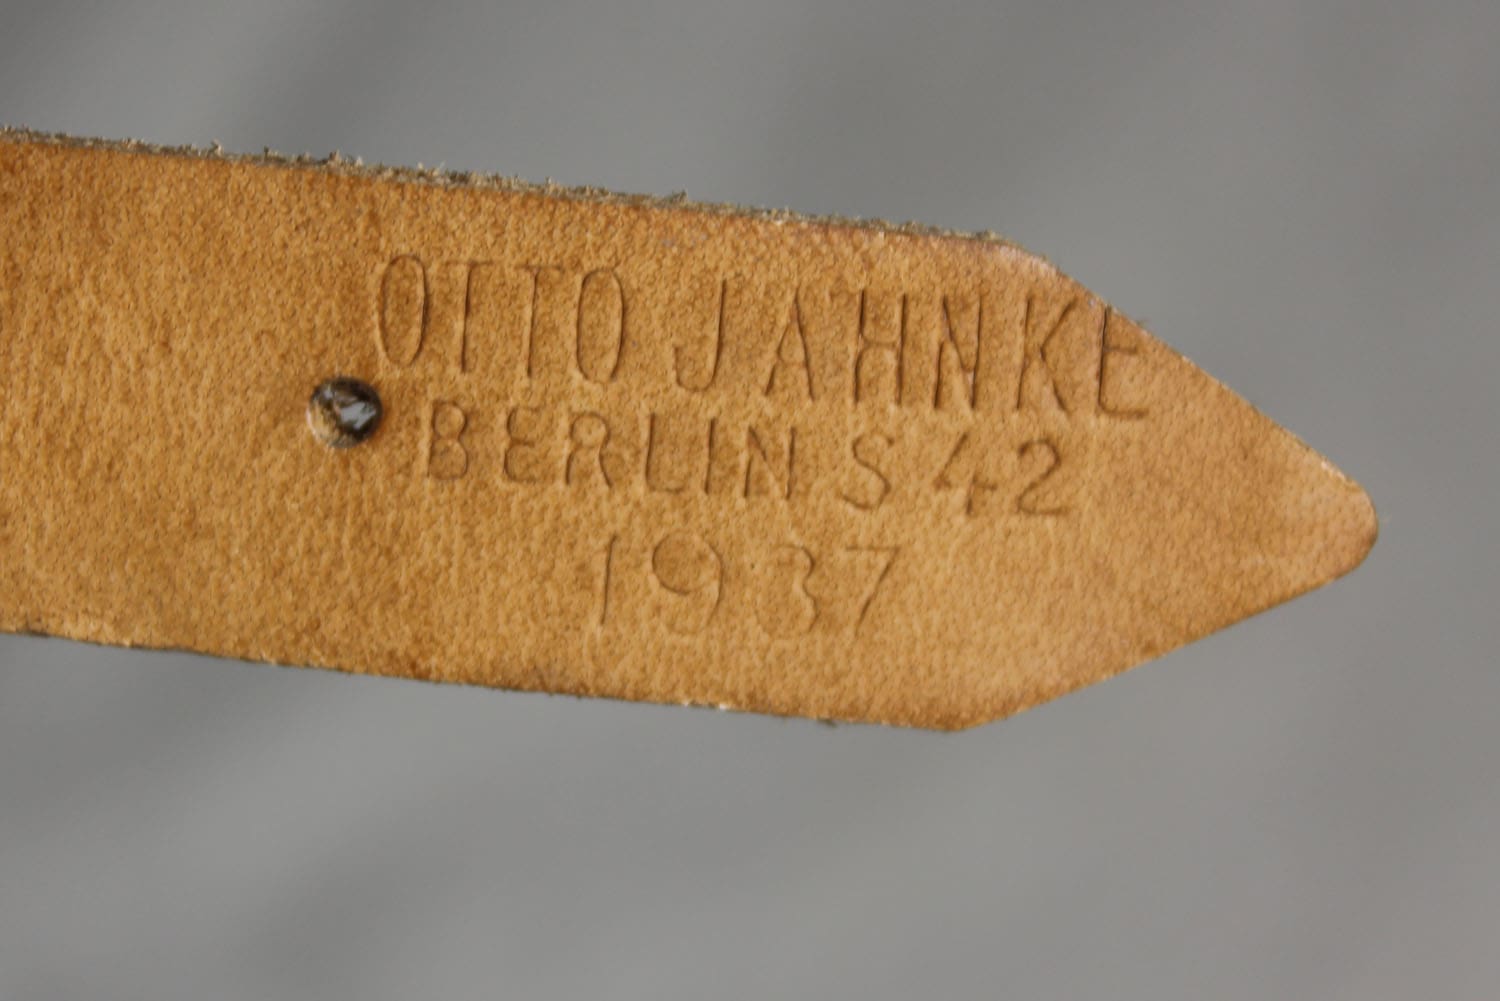 OTTO JAHNKE
BERLIN S 42
1937